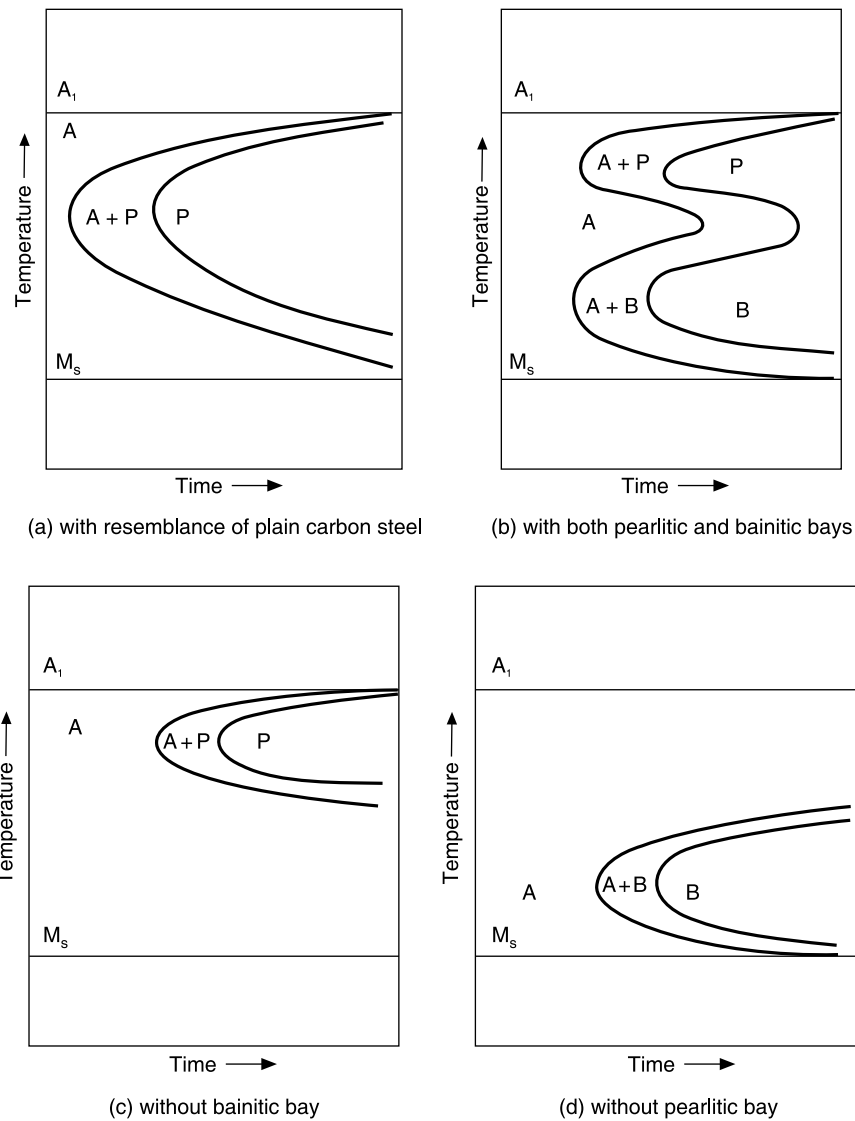 A₁
A
A + P
P
Mₛ
Temperature
Time
(a) with resemblance of plain carbon steel
A₁
A + P
P
A
A + B
B
Mₛ
Temperature
Time
(b) with both pearlitic and bainitic bays
A₁
A
A + P
P
Mₛ
Temperature
Time
(c) without bainitic bay
A₁
A
A+B
B
Mₛ
Temperature
Time
(d) without pearlitic bay